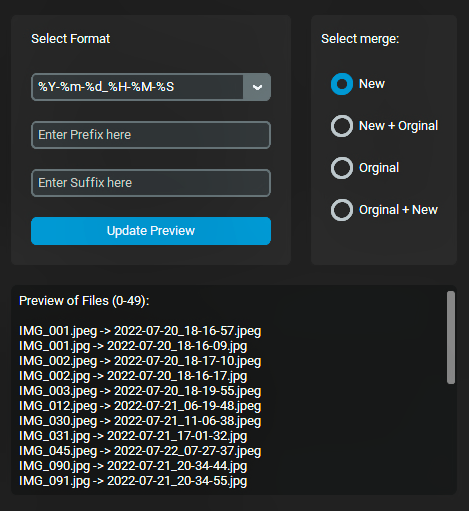 Select Format
%Y-%m-%d_%H-%M-%S
Enter Prefix here
Enter Suffix here
Update Preview
Select merge:
New
New + Orginal
Orginal
Orginal + New
Preview of Files (0-49):
IMG_001.jpeg -> 2022-07-20_18-16-57.jpeg
IMG_001.jpg -> 2022-07-20_18-16-09.jpg
IMG_002.jpeg -> 2022-07-20_18-17-10.jpeg
IMG_002.jpg -> 2022-07-20_18-16-17.jpg
IMG_003.jpeg -> 2022-07-20_18-19-55.jpeg
IMG_012.jpeg -> 2022-07-21_06-19-48.jpeg
IMG_030.jpeg -> 2022-07-21_11-06-38.jpeg
IMG_031.jpg -> 2022-07-21_17-01-32.jpg
IMG_045.jpeg -> 2022-07-22_07-27-37.jpeg
IMG_090.jpg -> 2022-07-21_20-34-44.jpg
IMG_091.jpg -> 2022-07-21_20-34-55.jpg